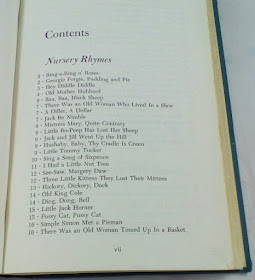 Contents
Nursery Rhymes
2 - Sing-a-Ring o' Roses
2 - Georgie Porgie, Pudding and Pie
3 - Hey Diddle Diddle
4 - Old Mother Hubbard
6 - Baa, Baa, Black Sheep
7 - There Was an Old Woman Who Lived In a Shoe
7 - A Diller, A Dollar
7 - Jack Be Nimble
8 - Mistress Mary, Quite Contrary
8 - Little Bo-Peep Has Lost Her Sheep
9 - Jack and Jill Went Up the Hill
9 - Hushaby, Baby, Thy Cradle Is Green
9 - Little Tommy Tucker
10 - Sing a Song of Sixpence
11 - I Had a Little Nut Tree
12 - See-Saw, Margery Daw
12 - Three Little Kittens They Lost Their Mittens
13 - Hickory, Dickory, Dock
14 - Old King Cole
14 - Ding, Dong, Bell
15 - Little Jack Horner
15 - Pussy Cat, Pussy Cat
16 - Simple Simon Met a Pieman
16 - There Was an Old Woman Tossed Up in a Basket
vii